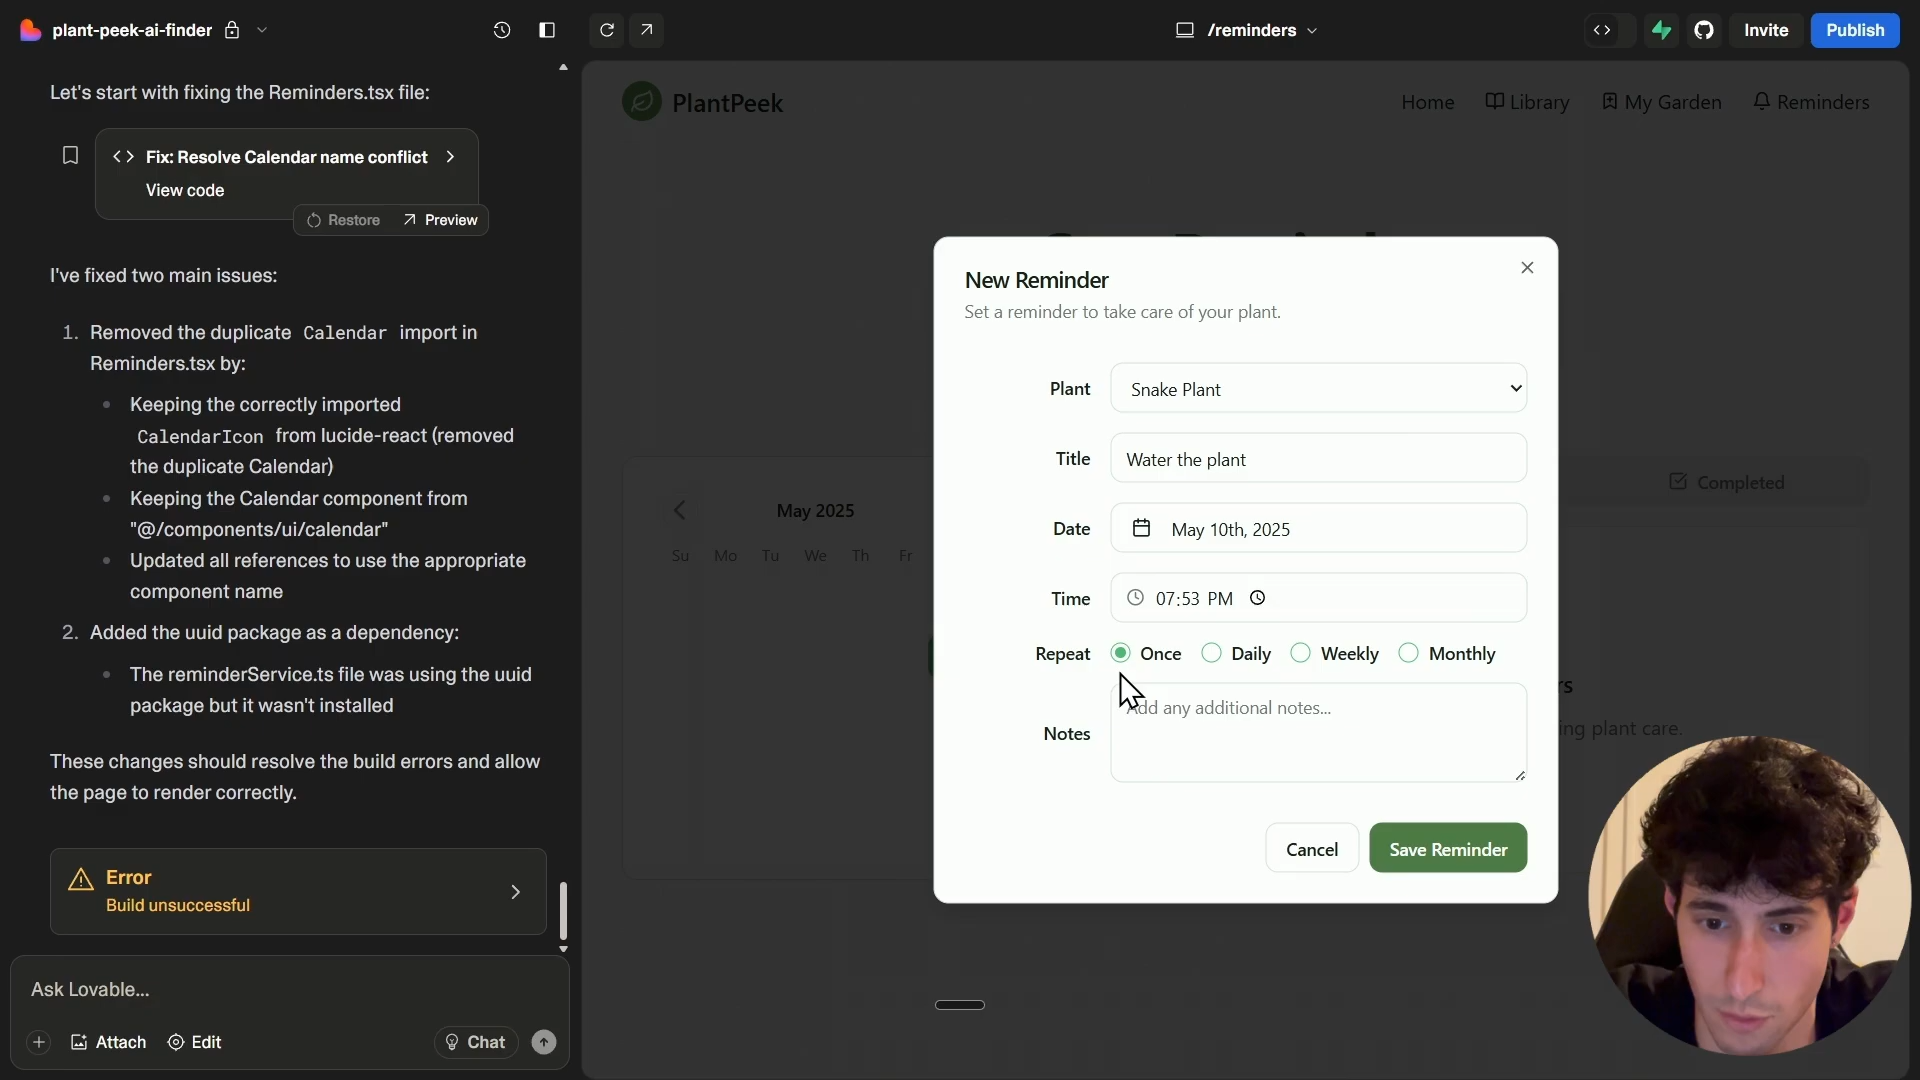 plant-peek-ai-finder
/reminders
Invite
Publish
Let's start with fixing the Reminders.tsx file:
Fix: Resolve Calendar name conflict
View code
Restore
Preview
I've fixed two main issues:
1. Removed the duplicate Calendar import in
Reminders.tsx by:
Keeping the correctly imported
CalendarIcon from lucide-react (removed
the duplicate Calendar)
Keeping the Calendar component from
"@/components/ui/calendar"
Updated all references to use the appropriate
component name
2. Added the uuid package as a dependency:
The reminderService.ts file was using the uuid
package but it wasn't installed
These changes should resolve the build errors and allow
the page to render correctly.
Error
Build unsuccessful
Ask Lovable...
Attach
Edit
Chat
PlantPeek
Home
Library
My Garden
Reminders
May 2025
Su Mo Tu We Th Fr
Completed
ing plant care.
New Reminder
Set a reminder to take care of your plant.
Plant
Snake Plant
Title
Water the plant
Date
May 10th, 2025
Time
07:53 PM
Repeat
Once
Daily
Weekly
Monthly
Notes
Add any additional notes...
Cancel
Save Reminder